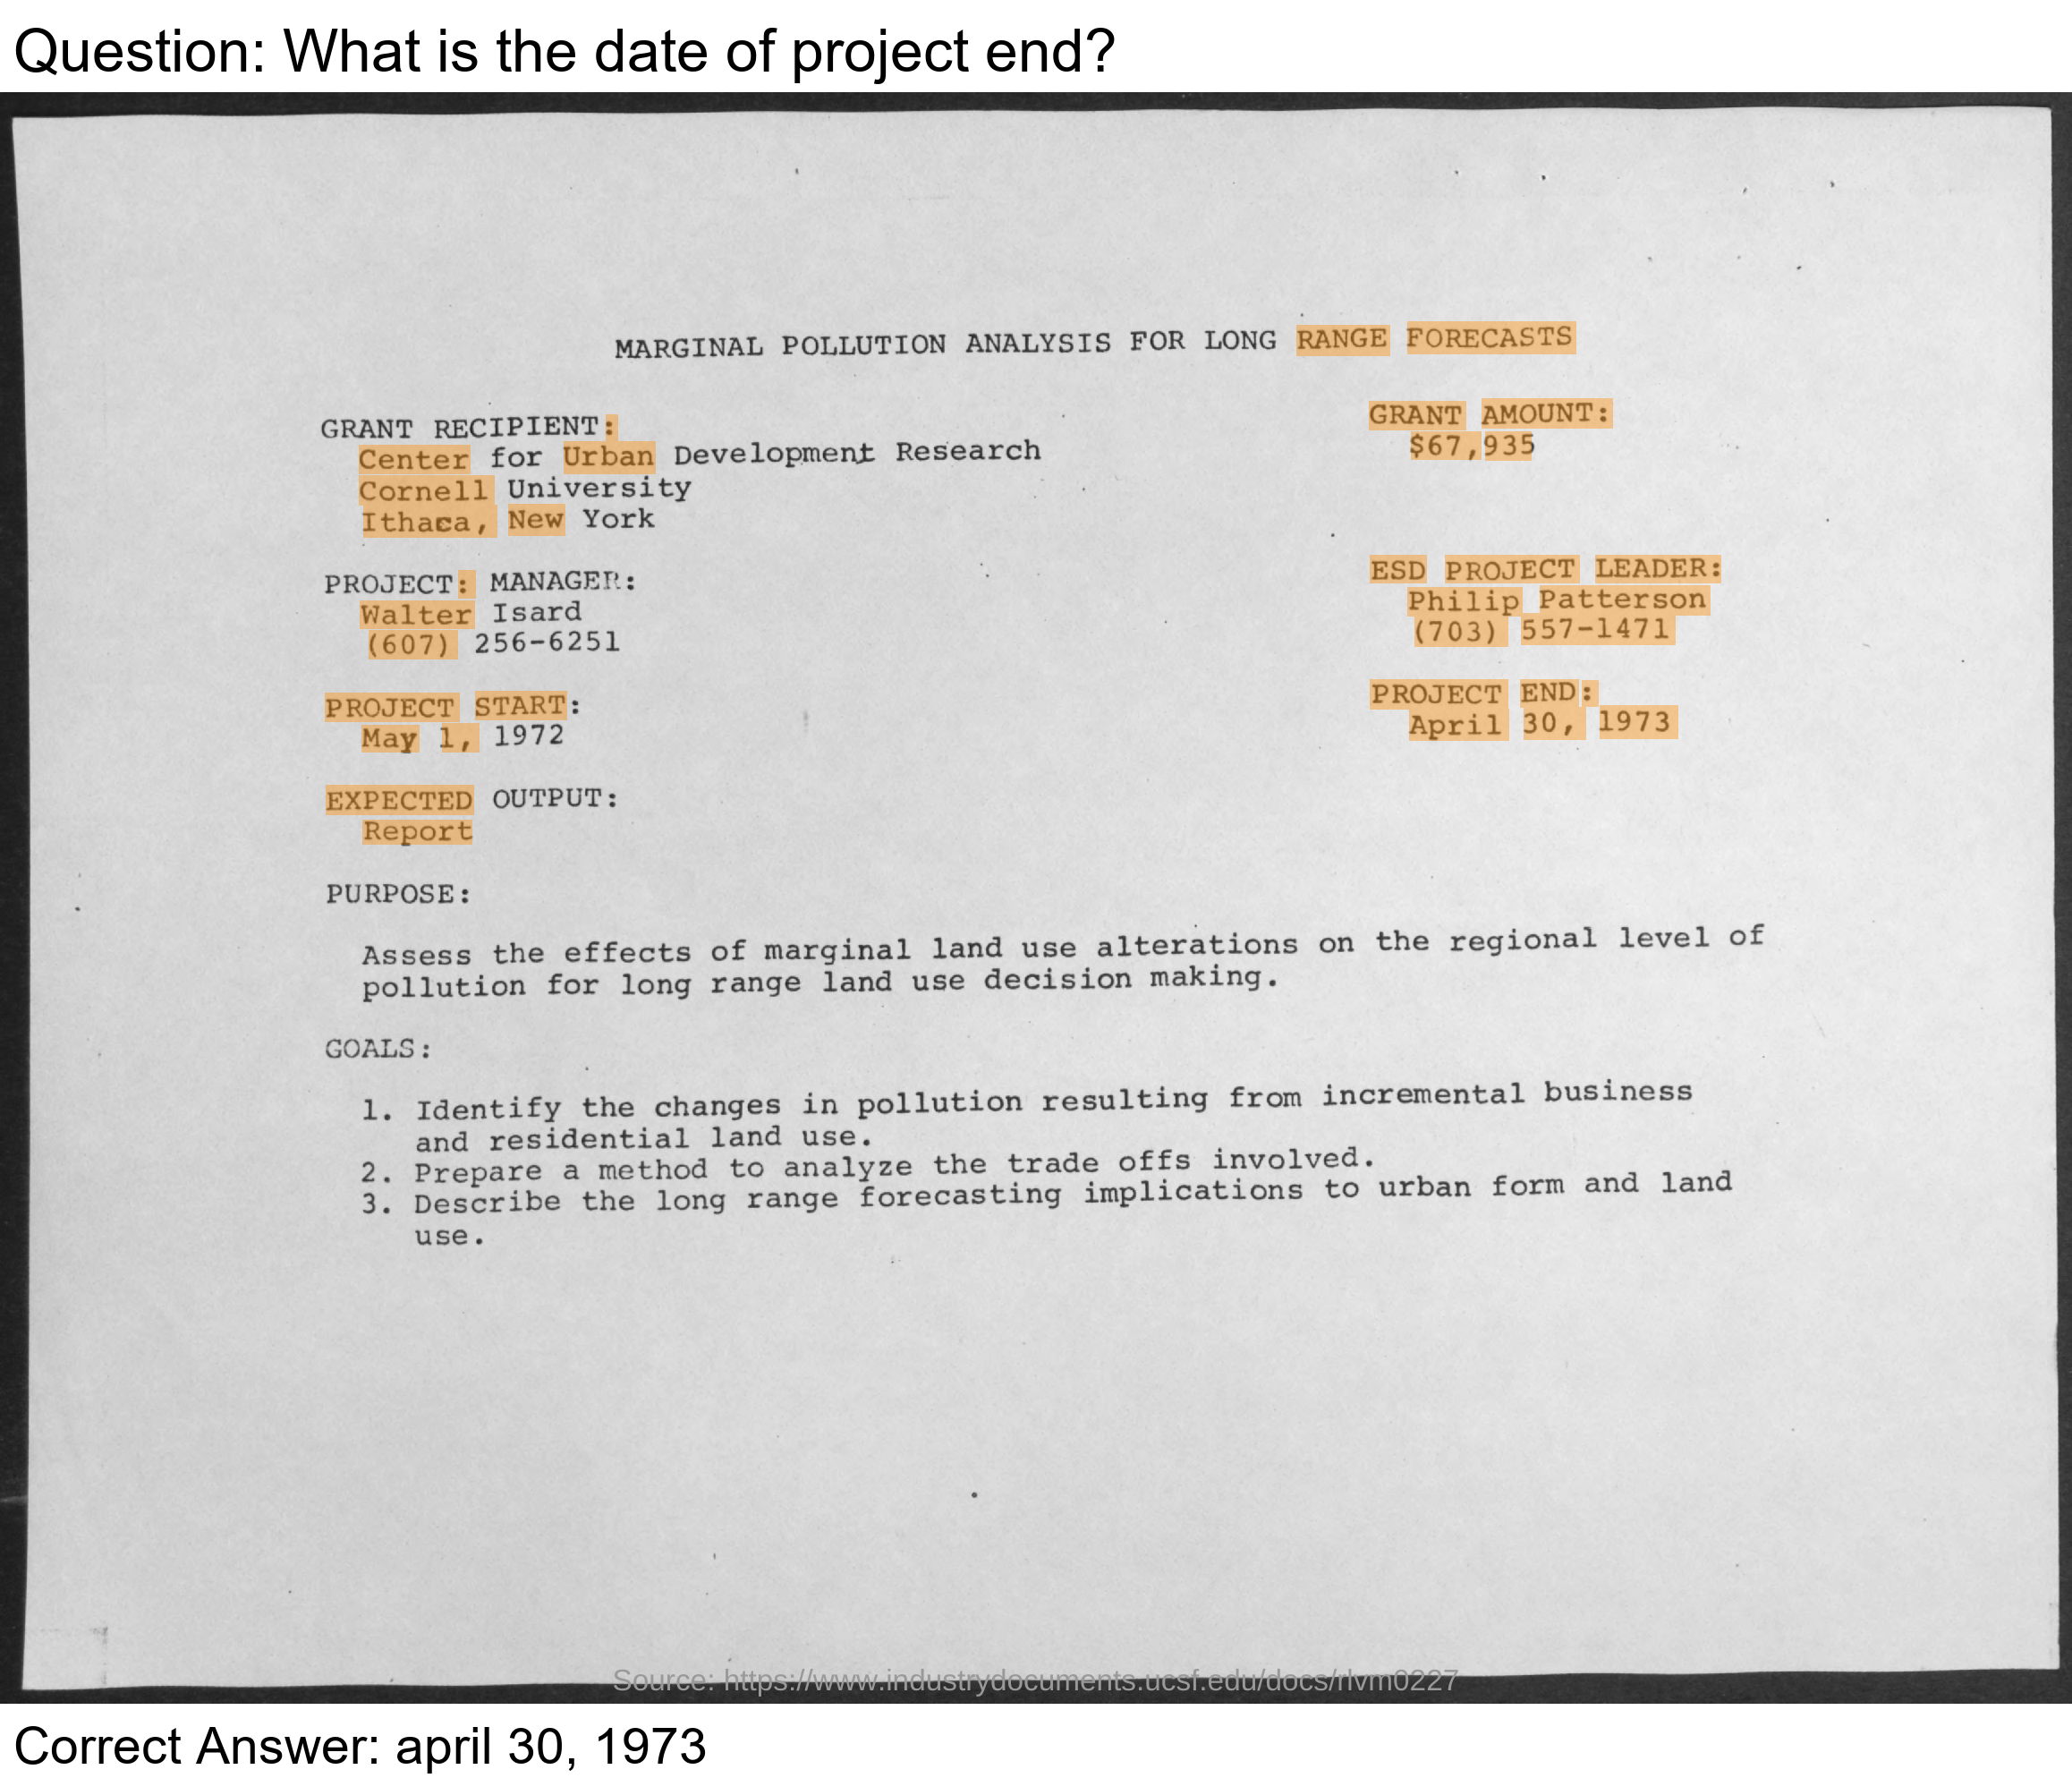 Question: What is the date of project end?
MARGINAL POLLUTION ANALYSIS FOR LONG RANGE FORECASTS
GRANT RECIPIENT:
Center for Urban Development Research
Cornell University
Ithaca, New York
GRANT AMOUNT:
$67,935
PROJECT: MANAGER:
Walter Isard
(607) 256-6251
ESD PROJECT LEADER:
Philip Patterson
(703) 557-1471
PROJECT START:
May 1, 1972
PROJECT END:
April 30, 1973
EXPECTED OUTPUT:
Report
PURPOSE:
Assess the effects of marginal land use alterations on the regional level of
pollution for long range land use decision making.
GOALS:
1. Identify the changes in pollution resulting from incremental business
and residential land use.
2. Prepare a method to analyze the trade offs involved.
3. Describe the long range forecasting implications to urban form and land
use.
Source: https://www.industrydocuments.ucsf.edu/docs/rlvm0227
Correct Answer: april 30, 1973